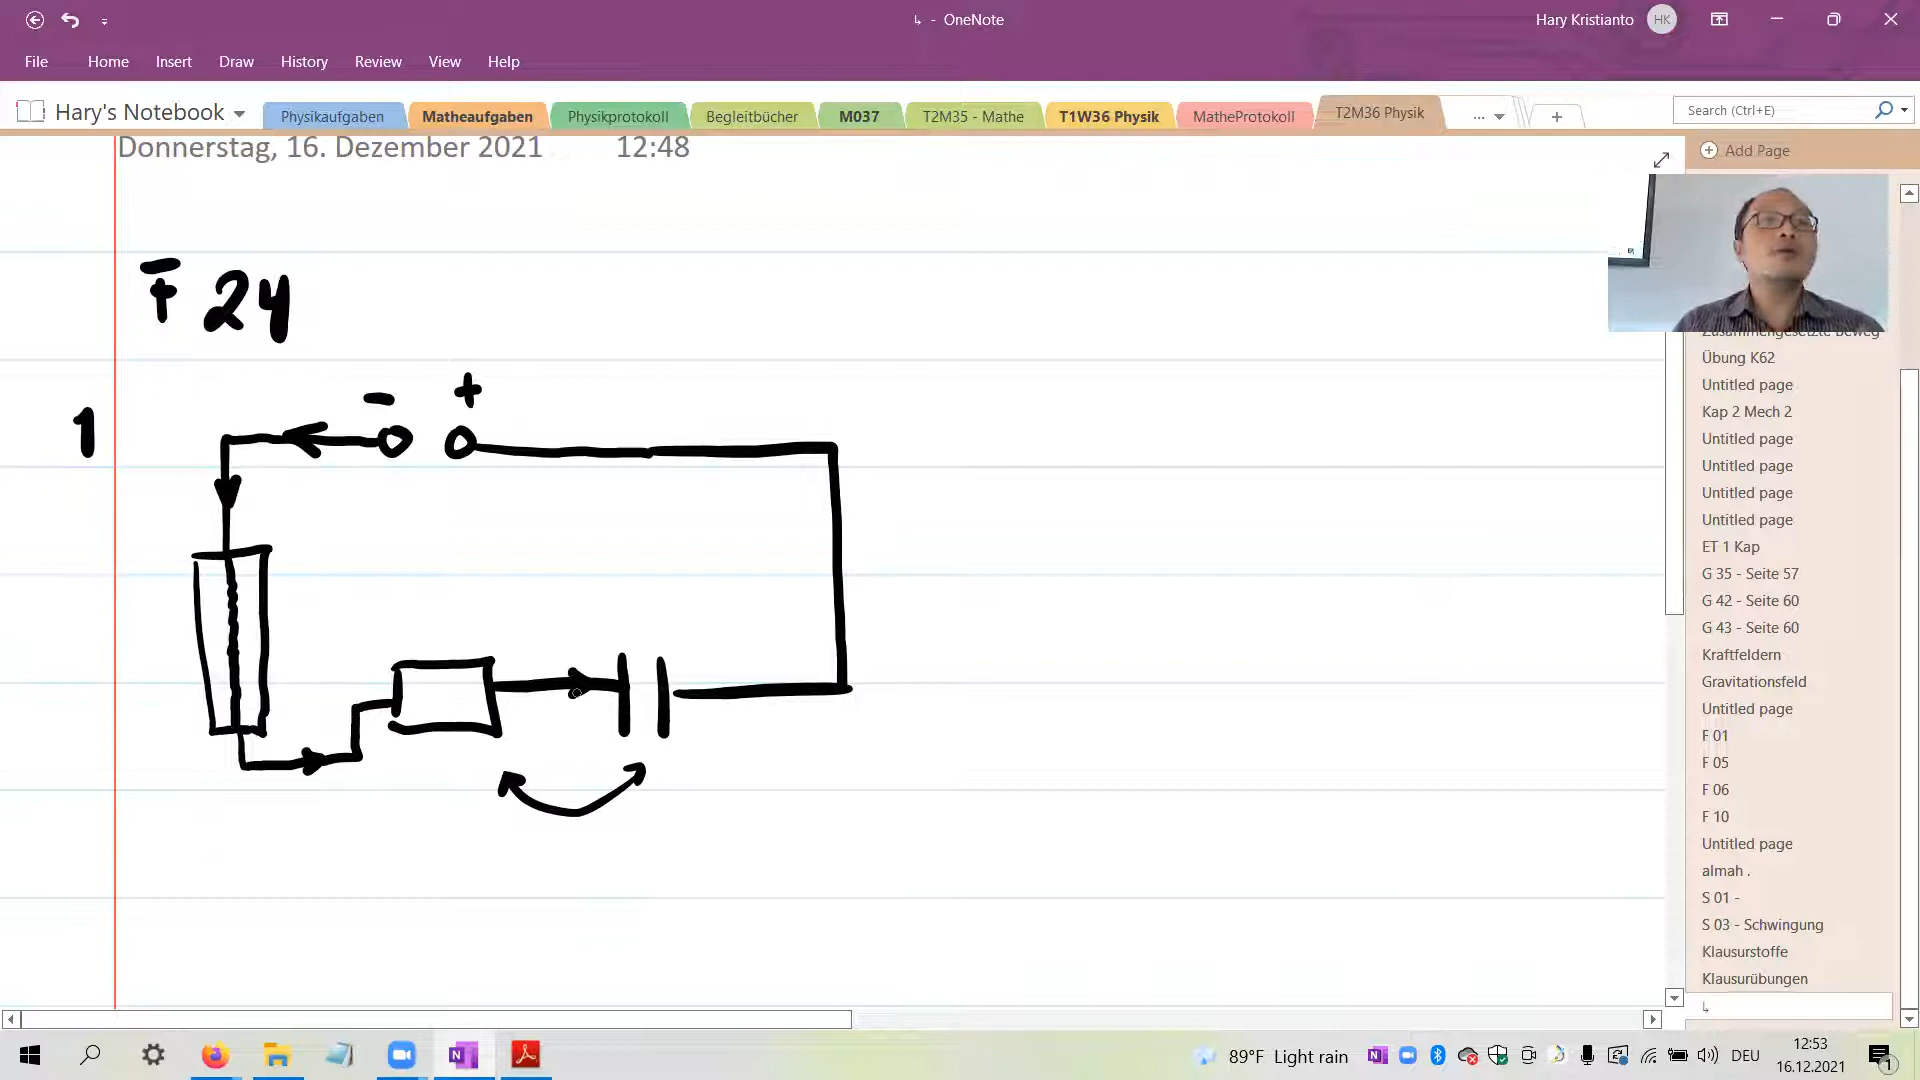 ↳ - OneNote
Hary Kristianto
HK
File Home Insert Draw History Review View Help
Hary's Notebook
Physikaufgaben
Matheaufgaben
Physikprotokoll
Begleitbücher
M037
T2M35 - Mathe
T1W36 Physik
MatheProtokoll
T2M36 Physik
...
Search (Ctrl+E)
Donnerstag, 16. Dezember 2021 12:48
Add Page
F 24
1
- +
Zusammengesetzte Beweg
Übung K62
Untitled page
Kap 2 Mech 2
Untitled page
Untitled page
Untitled page
Untitled page
ET 1 Kap
G 35 - Seite 57
G 42 - Seite 60
G 43 - Seite 60
Kraftfeldern
Gravitationsfeld
Untitled page
F 01
F 05
F 06
F 10
Untitled page
almah .
S 01 -
S 03 - Schwingung
Klausurstoffe
Klausurübungen
↳
89°F Light rain
DEU
12:53
16.12.2021
1